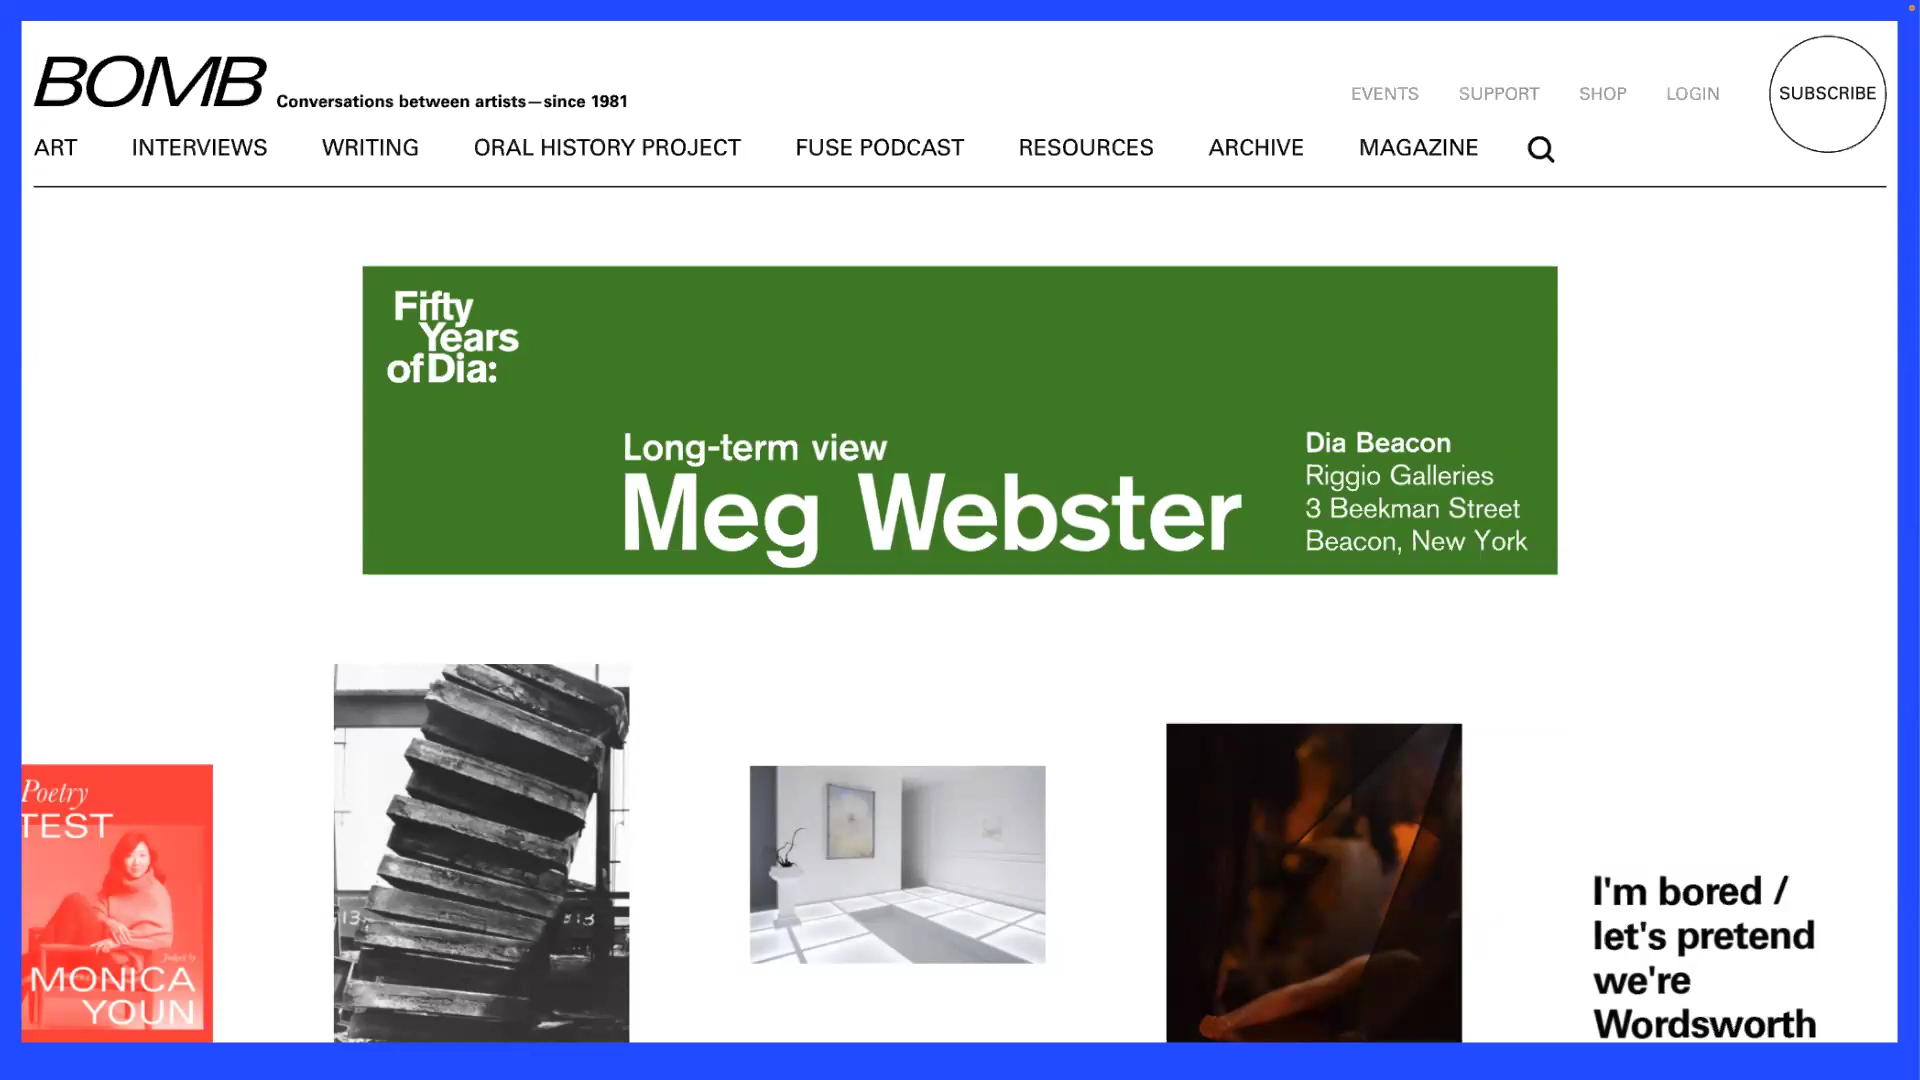 BOMB
Conversations between artists—since 1981
EVENTS
SUPPORT
SHOP
LOGIN
SUBSCRIBE
ART
INTERVIEWS
WRITING
ORAL HISTORY PROJECT
FUSE PODCAST
RESOURCES
ARCHIVE
MAGAZINE
Fifty
Years
of Dia:
Long-term view
Meg Webster
Dia Beacon
Riggio Galleries
3 Beekman Street
Beacon, New York
Poetry
TEST
Judged by
MONICA
YOUN
I'm bored /
let's pretend
we're
Wordsworth